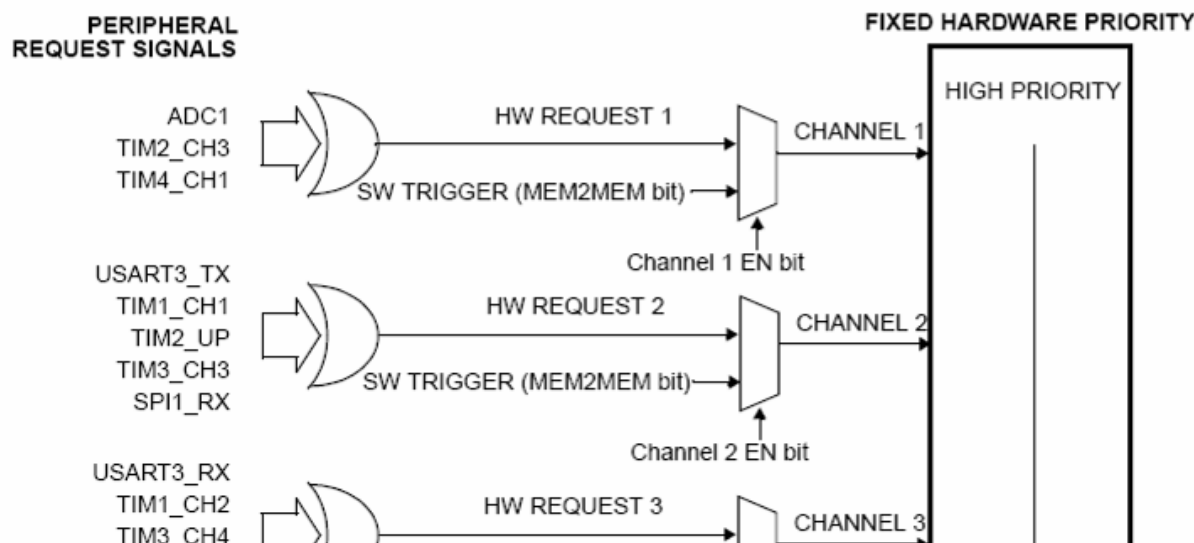 PERIPHERAL
REQUEST SIGNALS
FIXED HARDWARE PRIORITY
HIGH PRIORITY
ADC1
TIM2_CH3
TIM4_CH1
HW REQUEST 1
SW TRIGGER (MEM2MEM bit)
CHANNEL 1
Channel 1 EN bit
USART3_TX
TIM1_CH1
TIM2_UP
TIM3_CH3
SPI1_RX
HW REQUEST 2
SW TRIGGER (MEM2MEM bit)
CHANNEL 2
Channel 2 EN bit
USART3_RX
TIM1_CH2
TIM3_CH4
HW REQUEST 3
CHANNEL 3